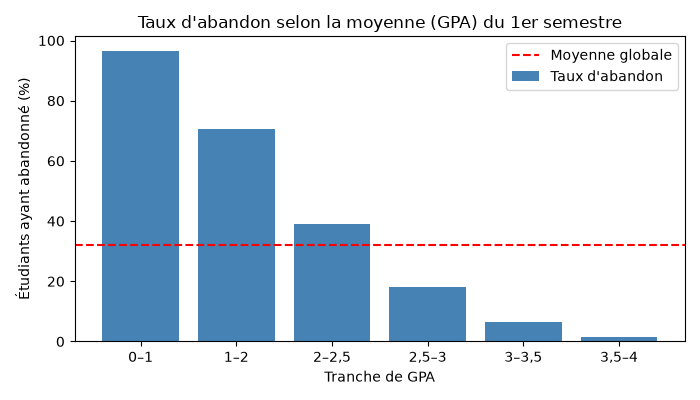 Taux d'abandon selon la moyenne (GPA) du 1er semestre
Étudiants ayant abandonné (%)
100
80
60
40
20
0
Moyenne globale
Taux d'abandon
0–1
1–2
2–2,5
2,5–3
3–3,5
3,5–4
Tranche de GPA